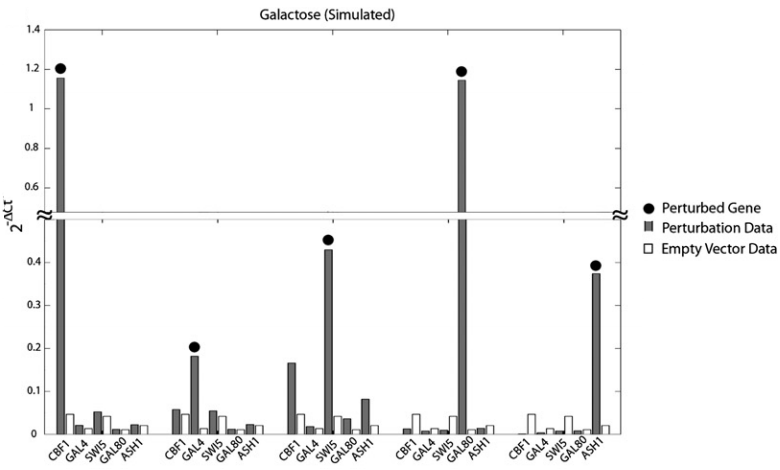 Galactose (Simulated)
1.4
1.2
1
0.8
0.6
0.4
0.3
0.2
0.1
0
2^-ΔCt
CBF1 GAL4 SWI5 GAL80 ASH1 CBF1 GAL4 SWI5 GAL80 ASH1 CBF1 GAL4 SWI5 GAL80 ASH1 CBF1 GAL4 SWI5 GAL80 ASH1 CBF1 GAL4 SWI5 GAL80 ASH1
Perturbed Gene
Perturbation Data
Empty Vector Data